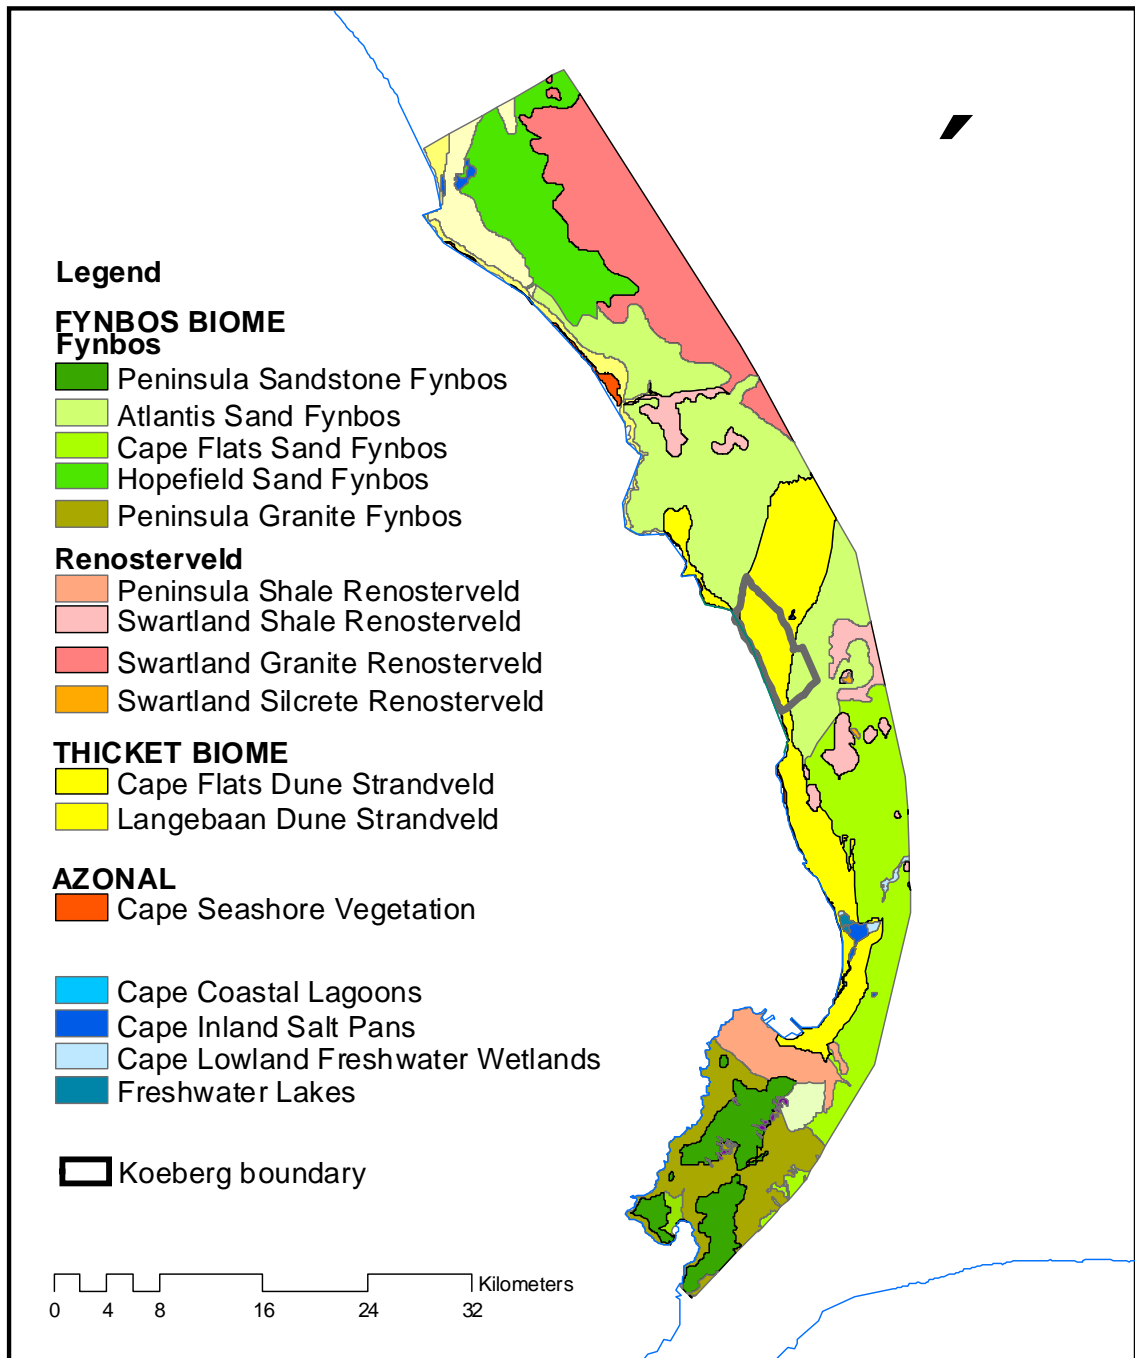 Legend
FYNBOS BIOME
Fynbos
Peninsula Sandstone Fynbos
Atlantis Sand Fynbos
Cape Flats Sand Fynbos
Hopefield Sand Fynbos
Peninsula Granite Fynbos
Renosterveld
Peninsula Shale Renosterveld
Swartland Shale Renosterveld
Swartland Granite Renosterveld
Swartland Silcrete Renosterveld
THICKET BIOME
Cape Flats Dune Strandveld
Langebaan Dune Strandveld
AZONAL
Cape Seashore Vegetation
Cape Coastal Lagoons
Cape Inland Salt Pans
Cape Lowland Freshwater Wetlands
Freshwater Lakes
Koeberg boundary
Kilometers
0 4 8 16 24 32